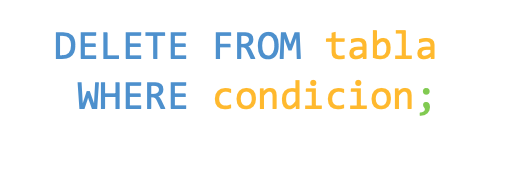 DELETE FROM tabla
WHERE condicion;